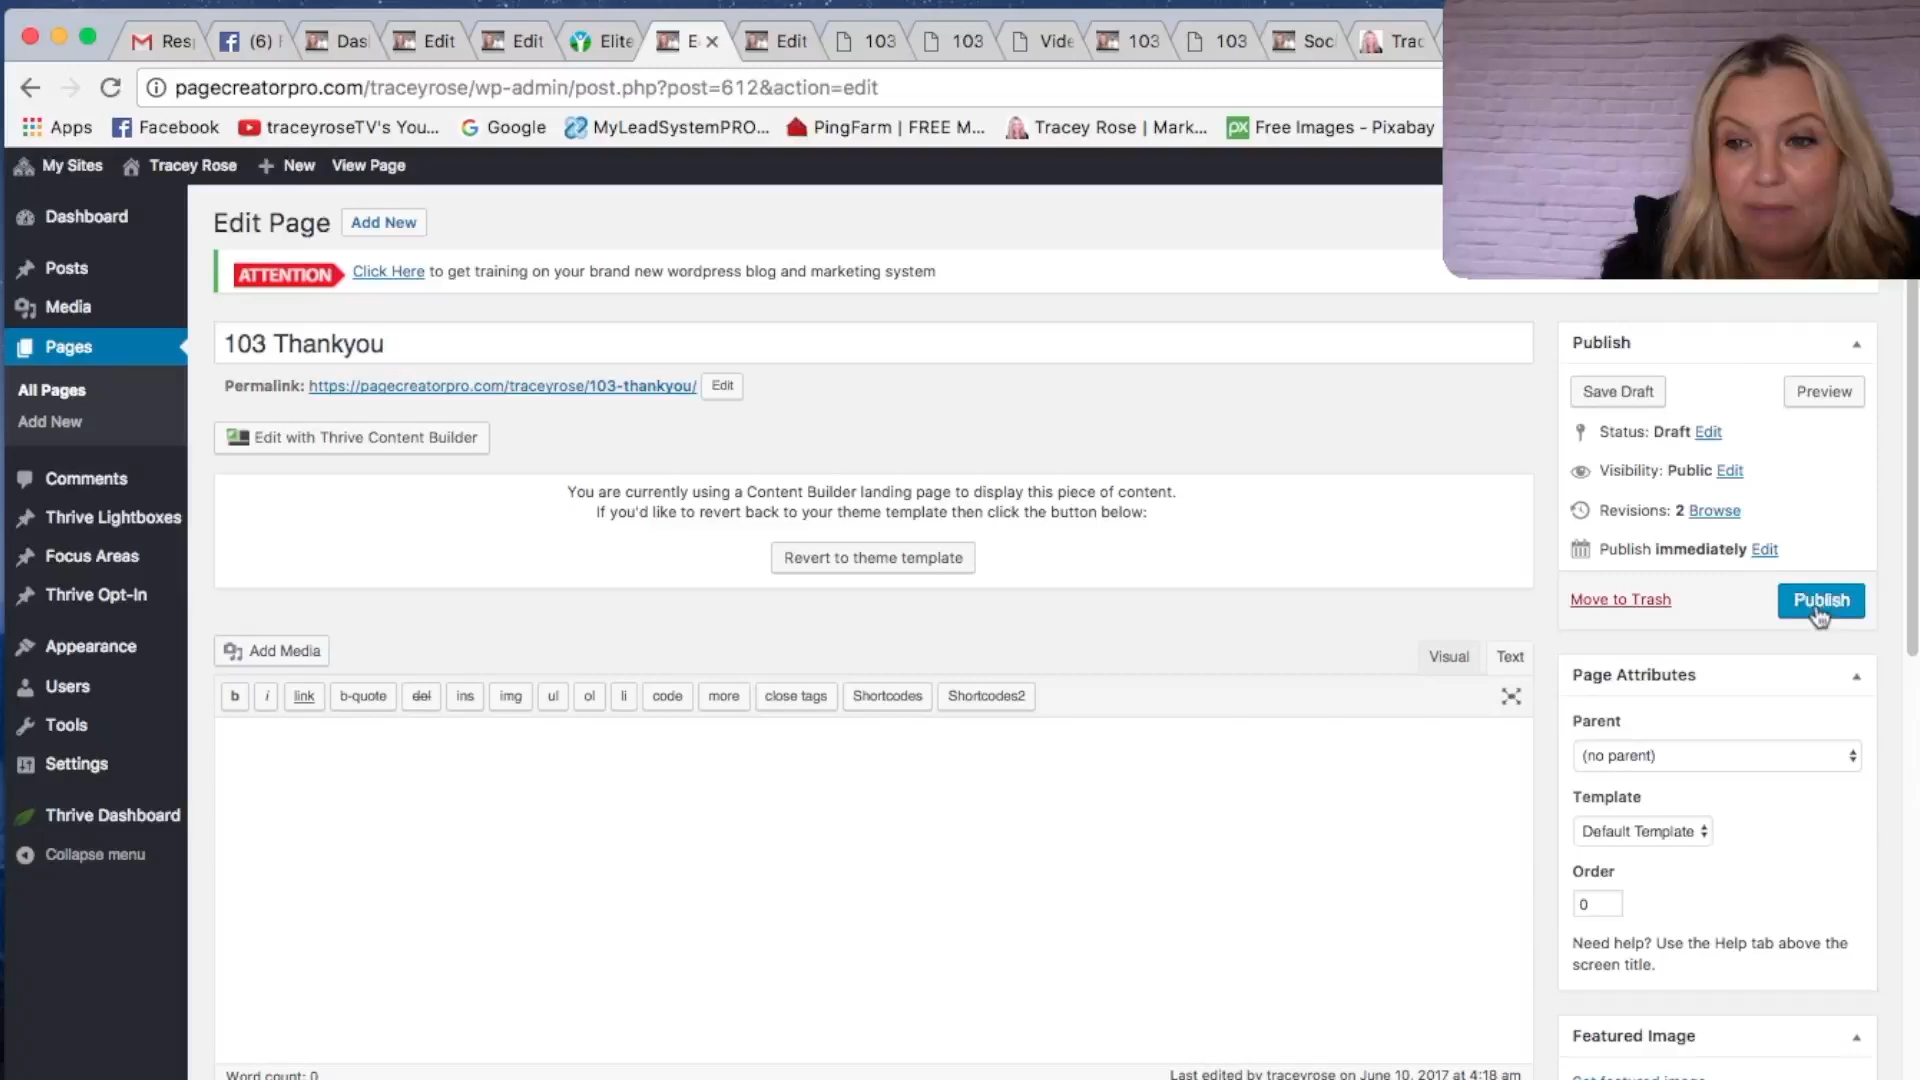 Resp (6) F Das Edit Edit Elite E Edit 103 103 Vide 103 103 Soc Trac
pagecreatorpro.com/traceyrose/wp-admin/post.php?post=612&action=edit
Apps Facebook traceyroseTV's You... Google MyLeadSystemPRO... PingFarm | FREE M... Tracey Rose | Mark... px Free Images - Pixabay
My Sites Tracey Rose + New View Page
Dashboard
Posts
Media
Pages
All Pages
Add New
Comments
Thrive Lightboxes
Focus Areas
Thrive Opt-In
Appearance
Users
Tools
Settings
Thrive Dashboard
Collapse menu
Edit Page Add New
ATTENTION Click Here to get training on your brand new wordpress blog and marketing system
103 Thankyou
Permalink: https://pagecreatorpro.com/traceyrose/103-thankyou/ Edit
Edit with Thrive Content Builder
You are currently using a Content Builder landing page to display this piece of content.
If you'd like to revert back to your theme template then click the button below:
Revert to theme template
Add Media
Visual Text
b i link b-quote del ins img ul ol li code more close tags Shortcodes Shortcodes2
Word count: 0
Last edited by traceyrose on June 10, 2017 at 4:18 am
Publish
Save Draft Preview
Status: Draft Edit
Visibility: Public Edit
Revisions: 2 Browse
Publish immediately Edit
Move to Trash Publish
Page Attributes
Parent
(no parent)
Template
Default Template
Order
0
Need help? Use the Help tab above the
screen title.
Featured Image
Set featured image